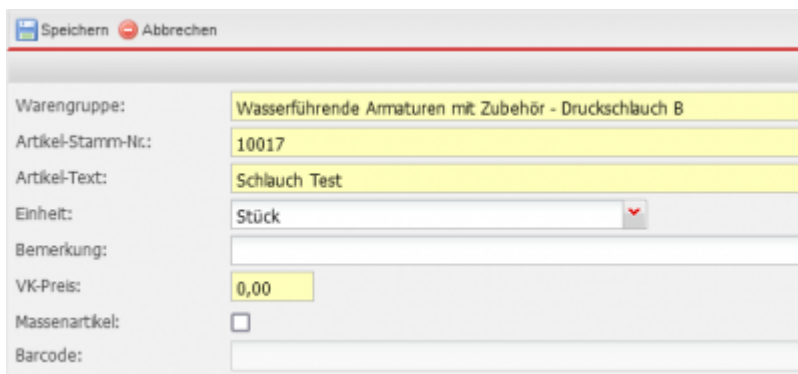 Speichern Abbrechen
Warengruppe: Wasserführende Armaturen mit Zubehör - Druckschlauch B
Artikel-Stamm-Nr.: 10017
Artikel-Text: Schlauch Test
Einheit: Stück
Bemerkung:
VK-Preis: 0,00
Massenartikel:
Barcode: